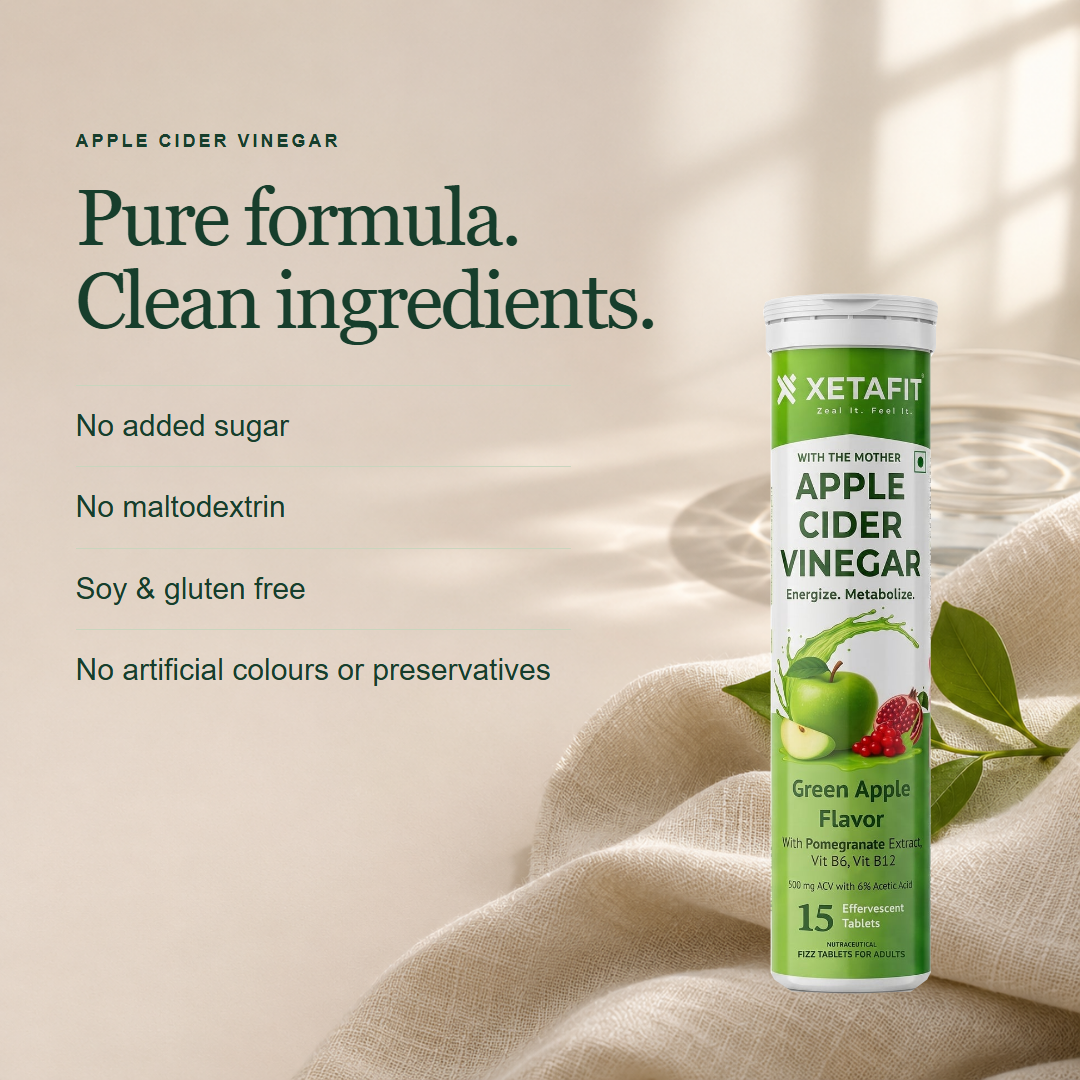 APPLE CIDER VINEGAR
Pure formula.
Clean ingredients.
No added sugar
No maltodextrin
Soy & gluten free
No artificial colours or preservatives
XETAFIT
Zeal It. Feel It.
WITH THE MOTHER
APPLE
CIDER
VINEGAR
Energize. Metabolize.
Green Apple
Flavor
With Pomegranate Extract,
Vit B6, Vit B12
500 mg ACV with 6% Acetic Acid
15 Effervescent
Tablets
NUTRACEUTICAL
FIZZ TABLETS FOR ADULTS